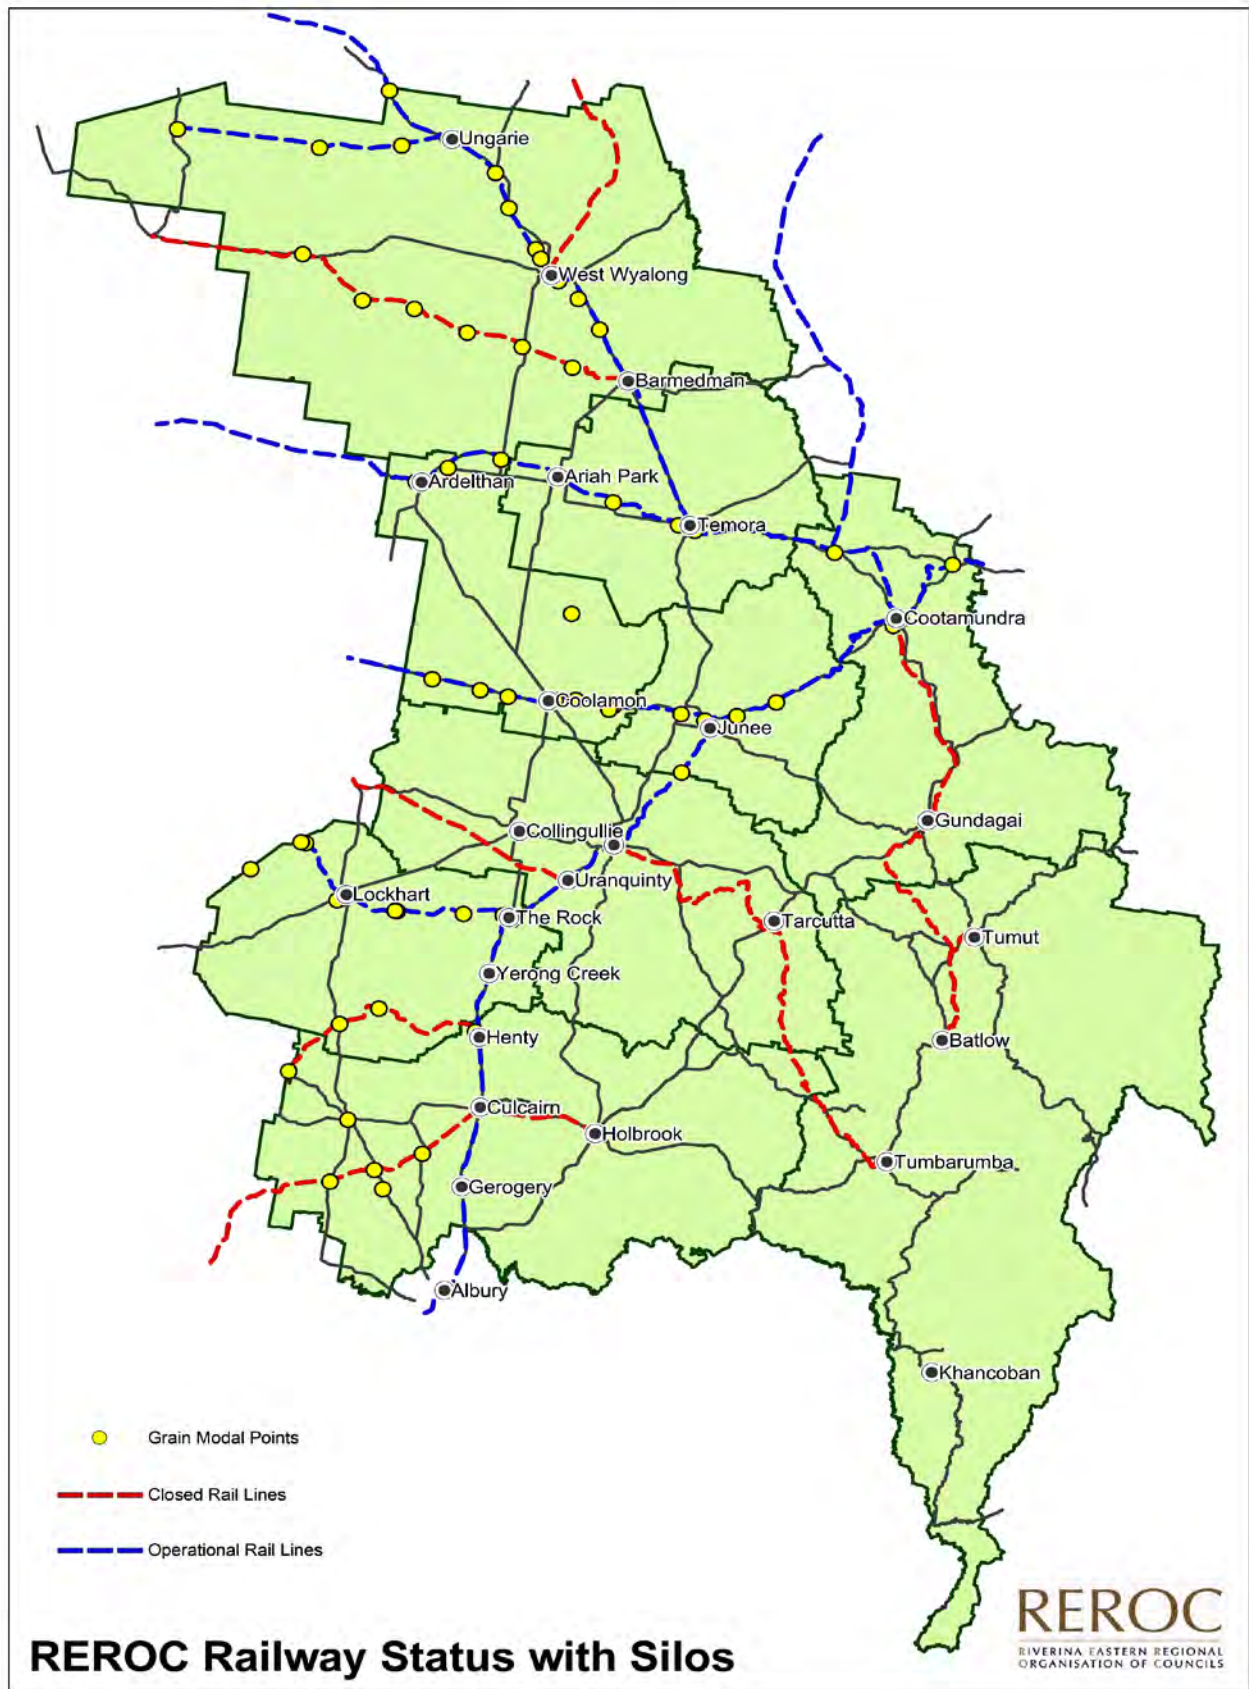 Ungarie
West Wyalong
Barmedman
Ardelthan
Ariah Park
Temora
Cootamundra
Coolamon
Junee
Collingullie
Gundagai
Uranquinty
Lockhart
The Rock
Tarcutta
Tumut
Yerong Creek
Henty
Batlow
Culcairn
Holbrook
Tumbarumba
Gerogery
Albury
Khancoban
Grain Modal Points
Closed Rail Lines
Operational Rail Lines
REROC Railway Status with Silos
REROC
RIVERINA EASTERN REGIONAL
ORGANISATION OF COUNCILS